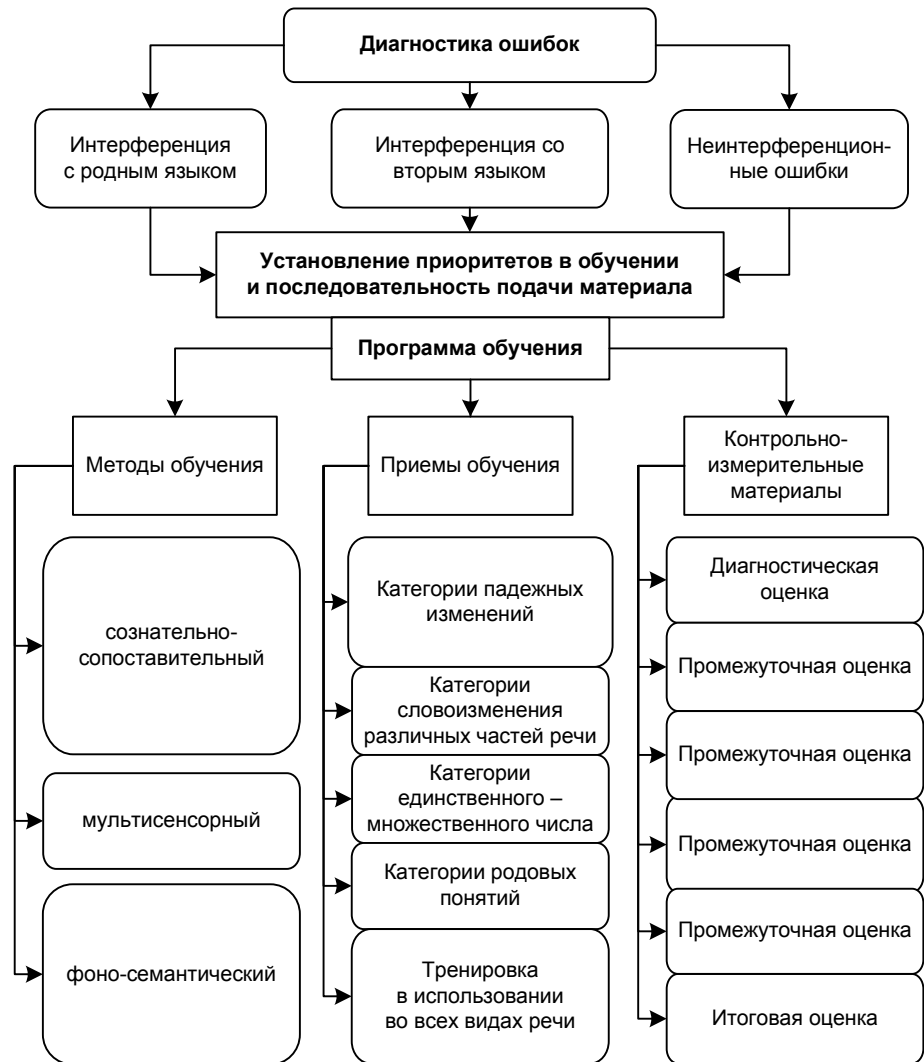 Диагностика ошибок
Интерференция
с родным языком
Интерференция со
вторым языком
Неинтерференцион-
ные ошибки
Установление приоритетов в обучении
и последовательность подачи материала
Программа обучения
Методы обучения
Приемы обучения
Контрольно-
измерительные
материалы
сознательно-
сопоставительный
мультисенсорный
фоно-семантический
Категории падежных
изменений
Категории
словоизменения
различных частей речи
Категории
единственного –
множественного числа
Категории родовых
понятий
Тренировка
в использовании
во всех видах речи
Диагностическая
оценка
Промежуточная оценка
Промежуточная оценка
Промежуточная оценка
Промежуточная оценка
Итоговая оценка